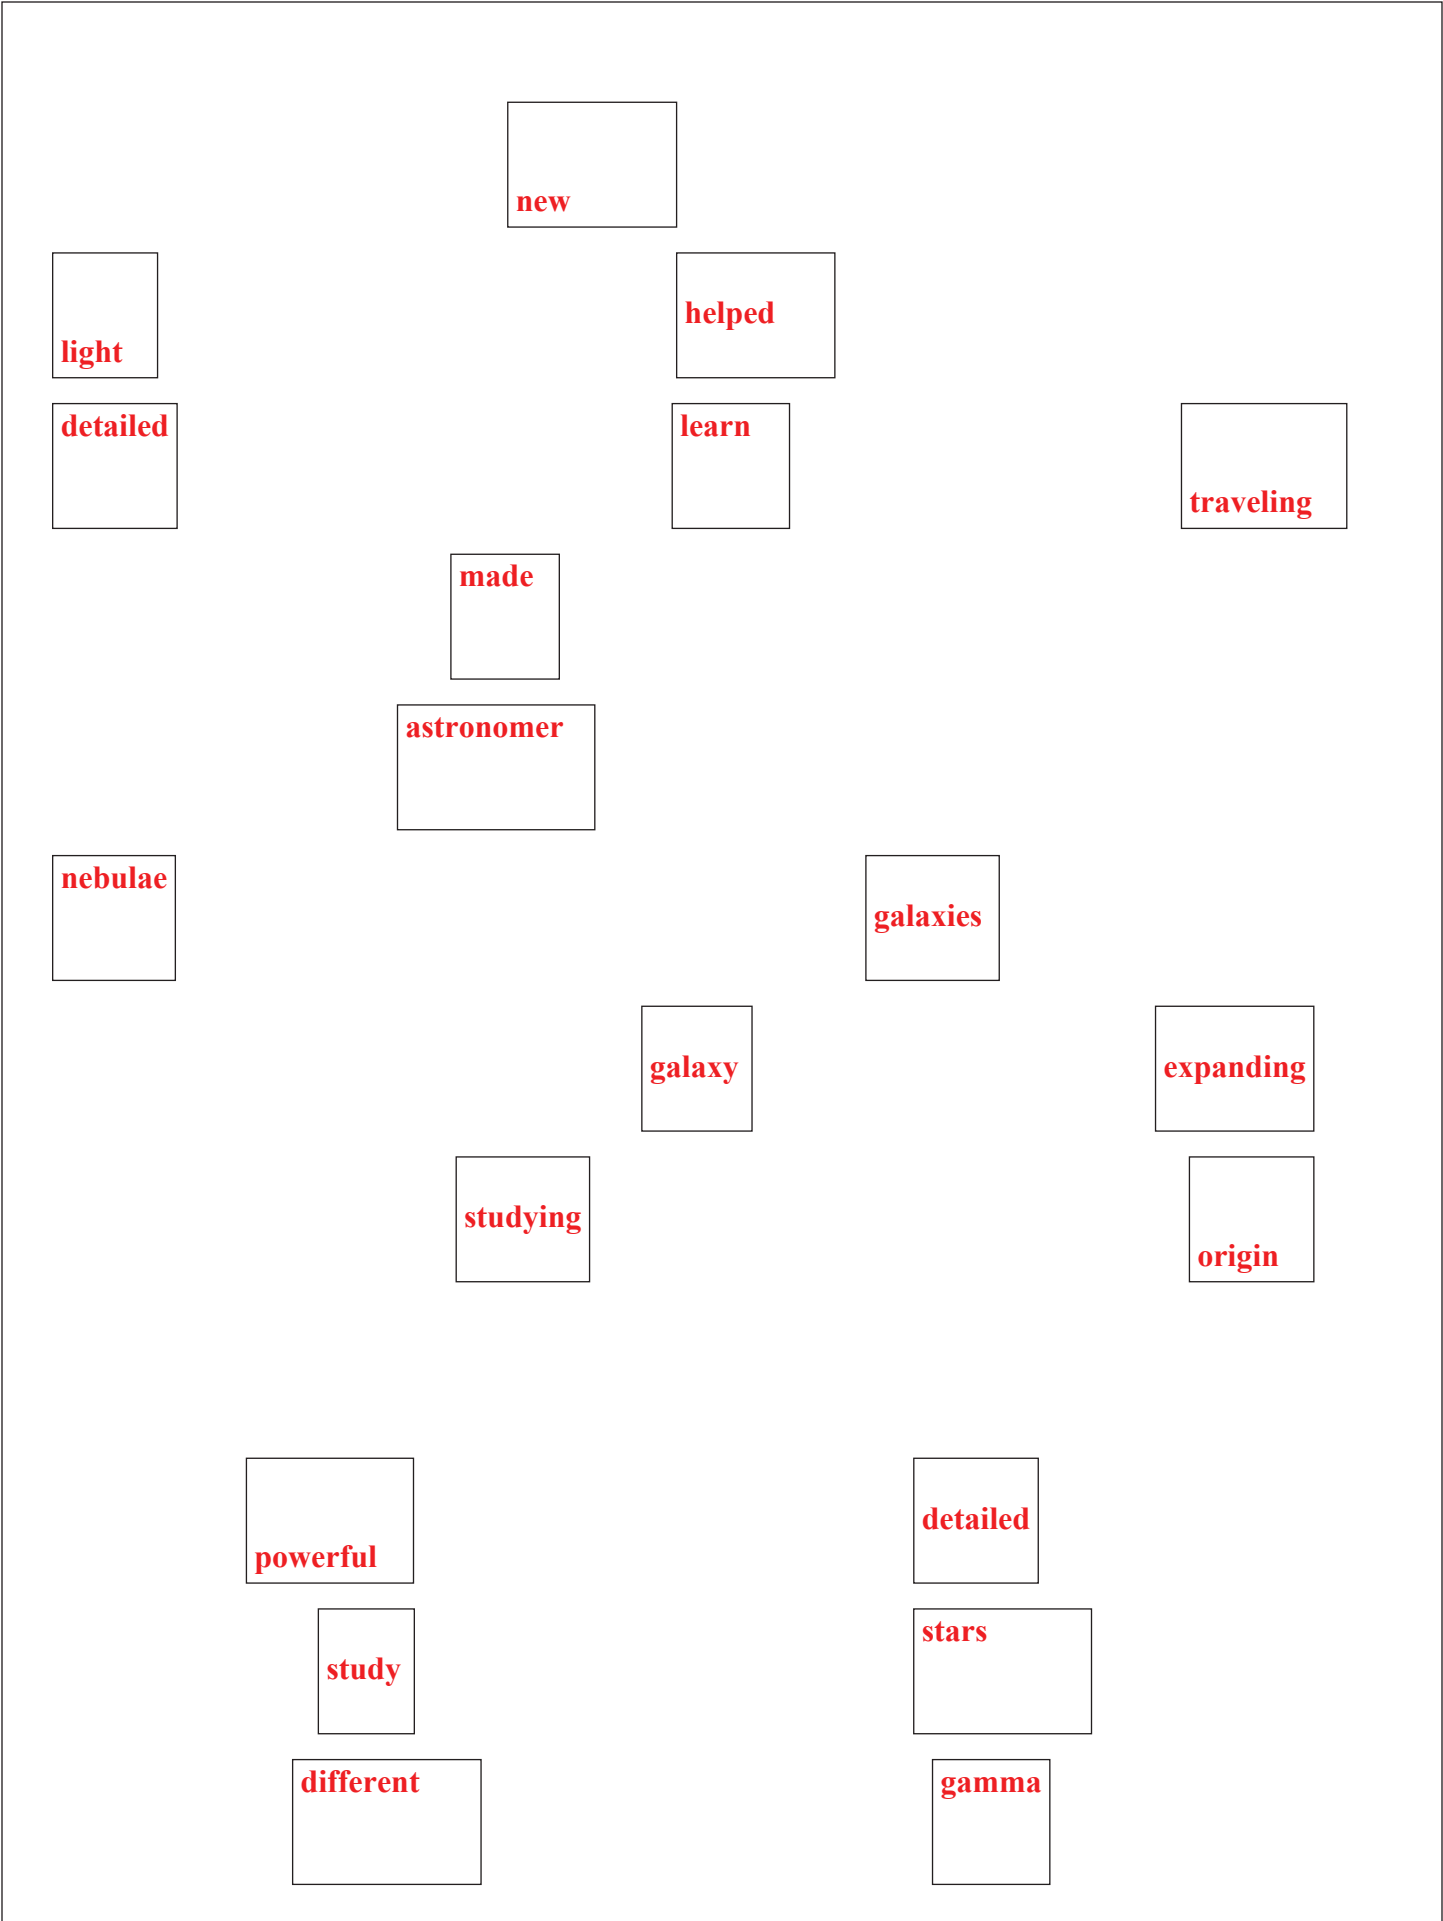 new
light
helped
detailed
learn
traveling
made
astronomer
nebulae
galaxies
galaxy
expanding
studying
origin
powerful
detailed
study
stars
different
gamma